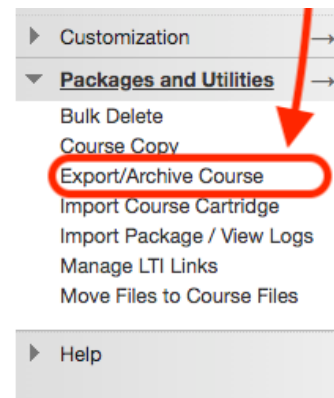 Customization
Packages and Utilities
Bulk Delete
Course Copy
Export/Archive Course
Import Course Cartridge
Import Package / View Logs
Manage LTI Links
Move Files to Course Files
Help